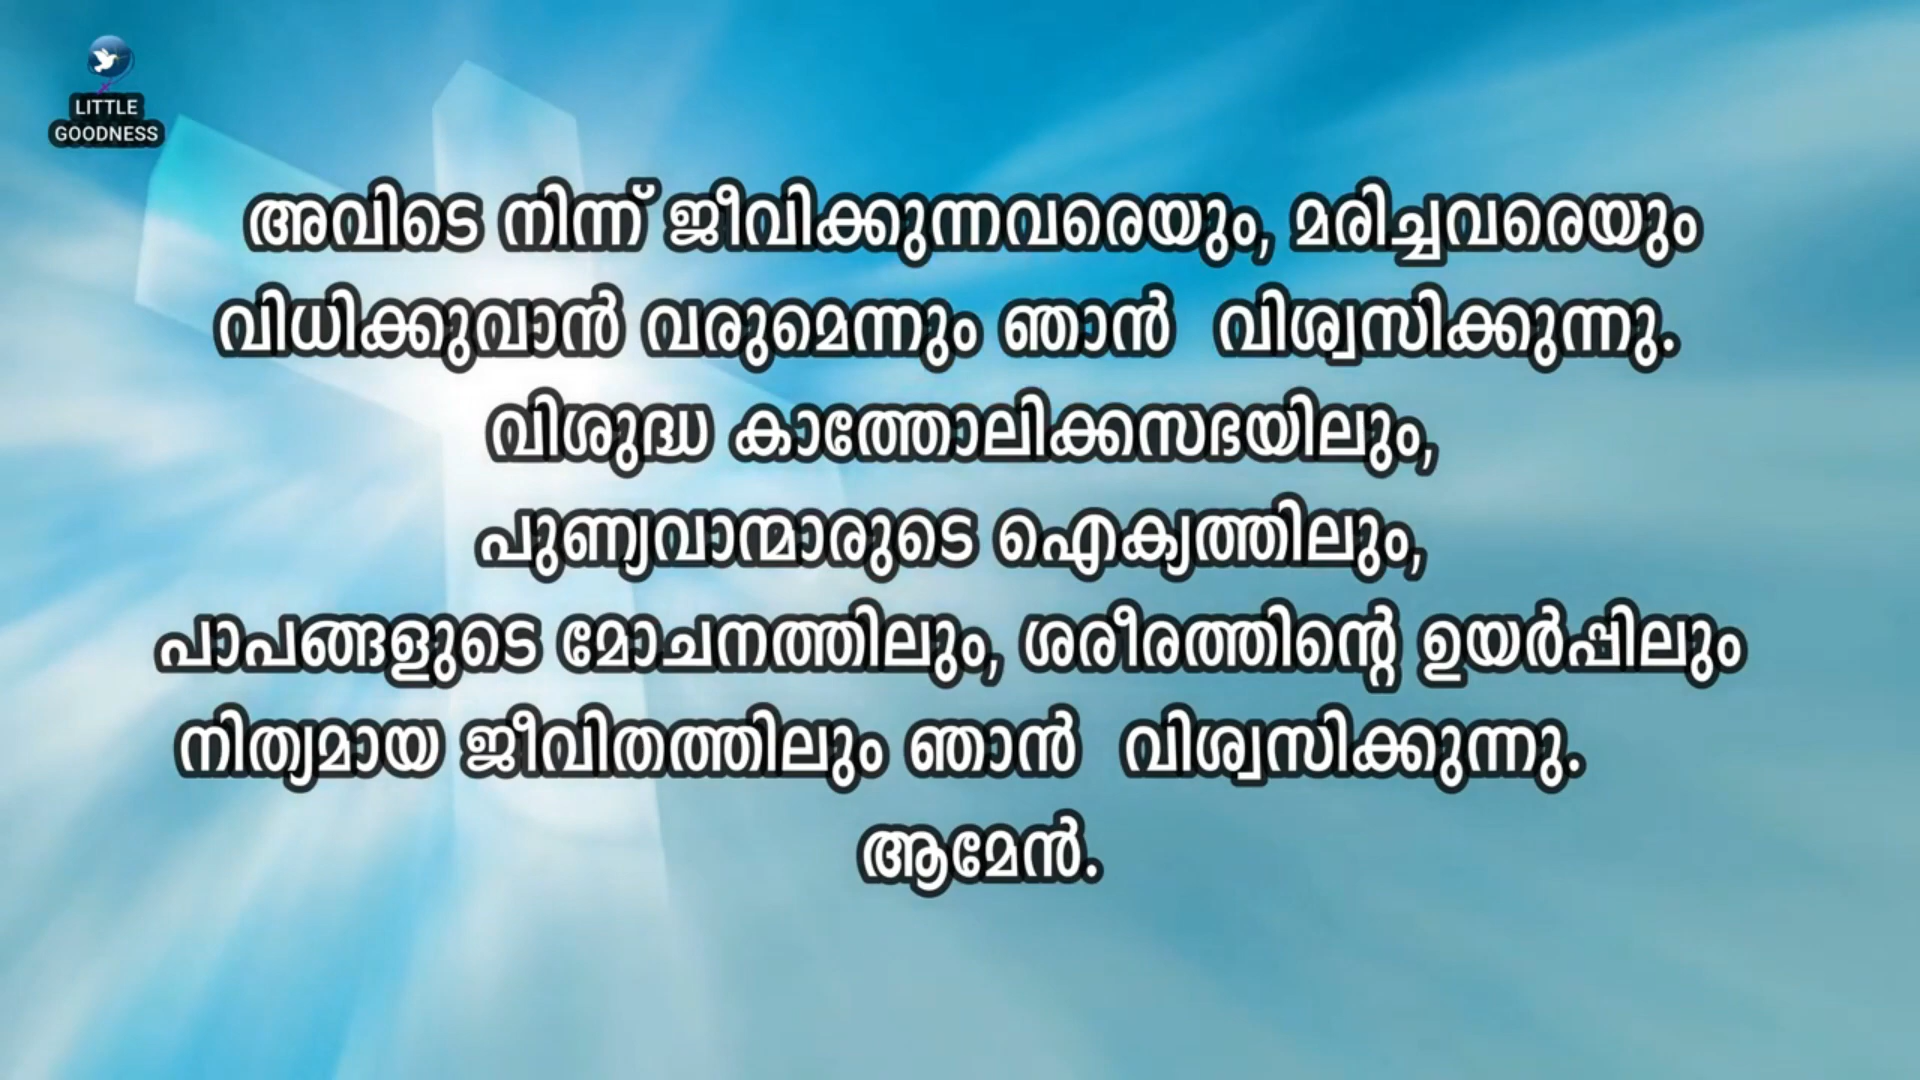 LITTLE
GOODNESS
അവിടെ നിന്ന് ജീവിക്കുന്നവരെയും, മരിച്ചവരെയും
വിധിക്കുവാൻ വരുമെന്നും ഞാൻ വിശ്വസിക്കുന്നു.
വിശുദ്ധ കാത്തോലിക്കസഭയിലും,
പുണ്യവാന്മാരുടെ ഐക്യത്തിലും,
പാപങ്ങളുടെ മോചനത്തിലും, ശരീരത്തിന്റെ ഉയർപ്പിലും
നിത്യമായ ജീവിതത്തിലും ഞാൻ വിശ്വസിക്കുന്നു.
ആമേൻ.